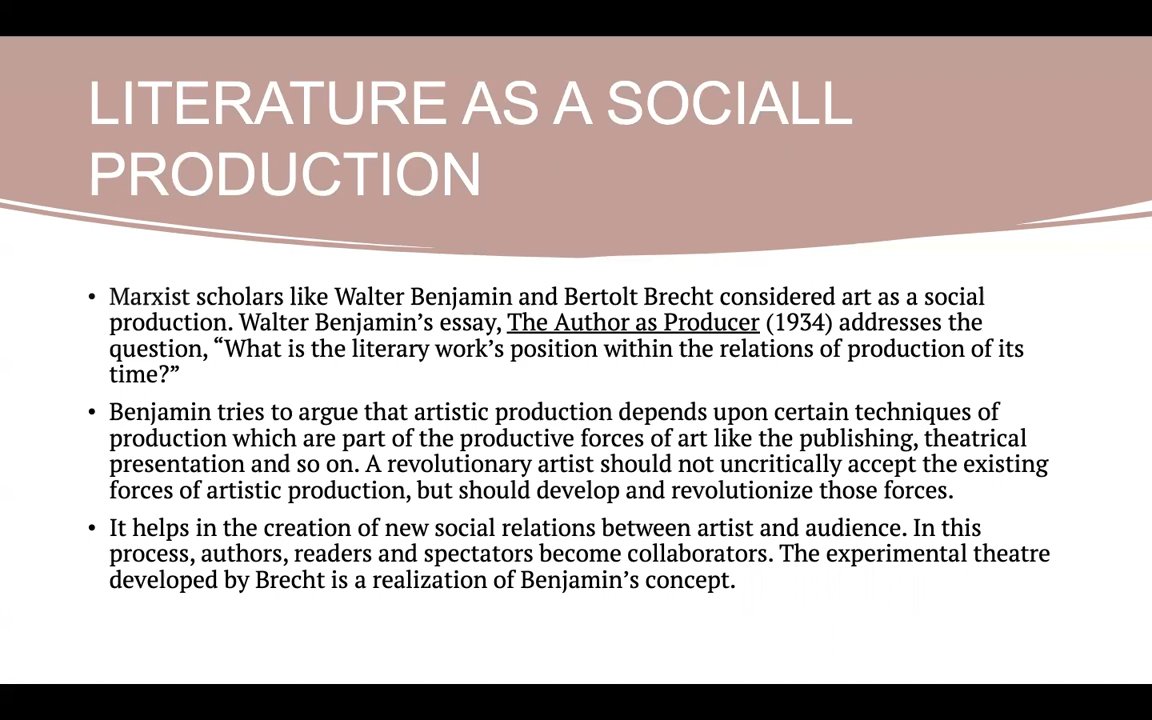 LITERATURE AS A SOCIALL
PRODUCTION
• Marxist scholars like Walter Benjamin and Bertolt Brecht considered art as a social
production. Walter Benjamin’s essay, The Author as Producer (1934) addresses the
question, “What is the literary work’s position within the relations of production of its
time?”
• Benjamin tries to argue that artistic production depends upon certain techniques of
production which are part of the productive forces of art like the publishing, theatrical
presentation and so on. A revolutionary artist should not uncritically accept the existing
forces of artistic production, but should develop and revolutionize those forces.
• It helps in the creation of new social relations between artist and audience. In this
process, authors, readers and spectators become collaborators. The experimental theatre
developed by Brecht is a realization of Benjamin’s concept.